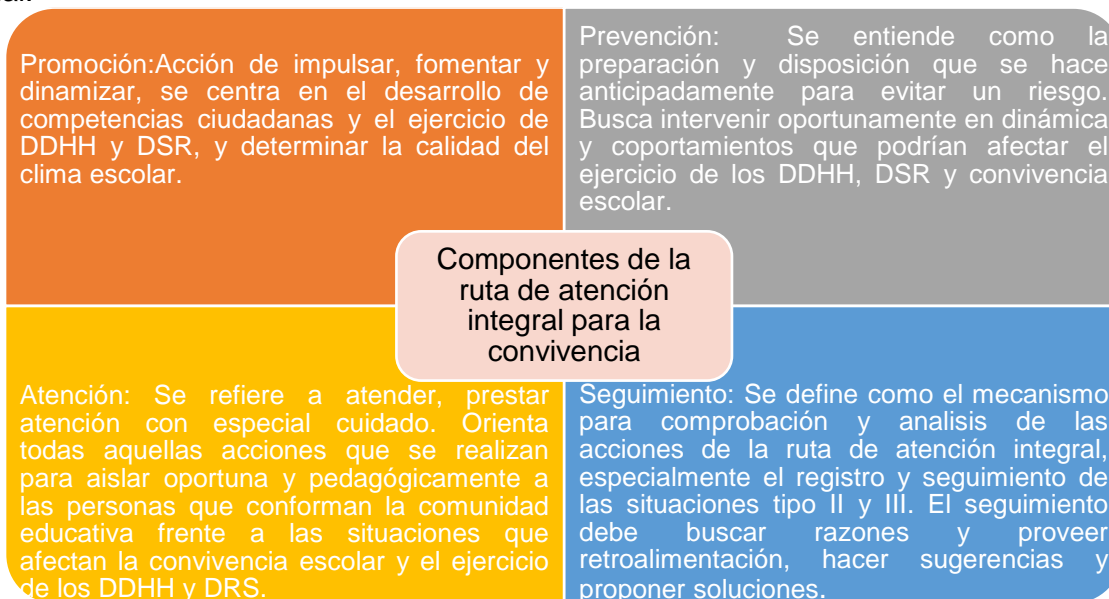 Promoción:Acción de impulsar, fomentar y
dinamizar, se centra en el desarrollo de
competencias ciudadanas y el ejercicio de
DDHH y DSR, y determinar la calidad del
clima escolar.
Prevención: Se entiende como la
preparación y disposición que se hace
anticipadamente para evitar un riesgo.
Busca intervenir oportunamente en dinámica
y coportamientos que podrían afectar el
ejercicio de los DDHH, DSR y convivencia
escolar.
Componentes de la
ruta de atención
integral para la
convivencia
Atención: Se refiere a atender, prestar
atención con especial cuidado. Orienta
todas aquellas acciones que se realizan
para aislar oportuna y pedagógicamente a
las personas que conforman la comunidad
educativa frente a las situaciones que
afectan la convivencia escolar y el ejercicio
de los DDHH y DRS.
Seguimiento: Se define como el mecanismo
para comprobación y analisis de las
acciones de la ruta de atención integral,
especialmente el registro y seguimiento de
las situaciones tipo II y III. El seguimiento
debe buscar razones y proveer
retroalimentación, hacer sugerencias y
proponer soluciones.